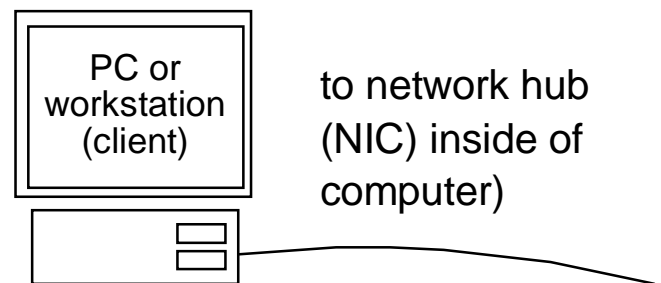 PC or
workstation
(client)
to network hub
(NIC) inside of
computer)